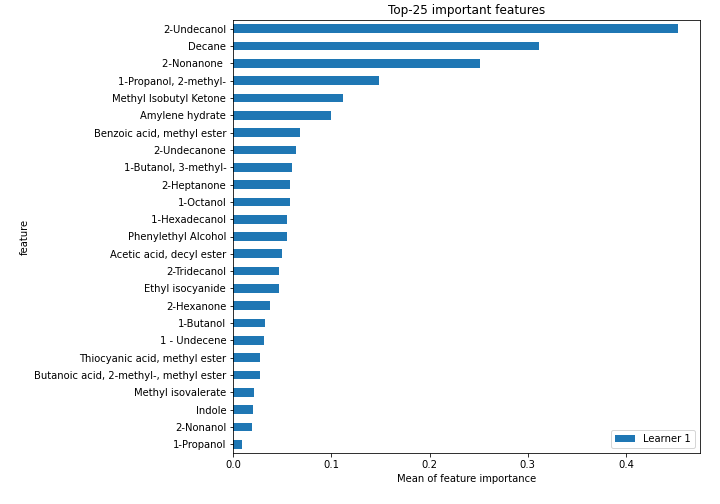 Top-25 important features
2-Undecanol
Decane
2-Nonanone
1-Propanol, 2-methyl-
Methyl Isobutyl Ketone
Amylene hydrate
Benzoic acid, methyl ester
2-Undecanone
1-Butanol, 3-methyl-
2-Heptanone
1-Octanol
1-Hexadecanol
Phenylethyl Alcohol
Acetic acid, decyl ester
2-Tridecanol
Ethyl isocyanide
2-Hexanone
1-Butanol
1 - Undecene
Thiocyanic acid, methyl ester
Butanoic acid, 2-methyl-, methyl ester
Methyl isovalerate
Indole
2-Nonanol
1-Propanol
feature
Learner 1
0.0 0.1 0.2 0.3 0.4
Mean of feature importance